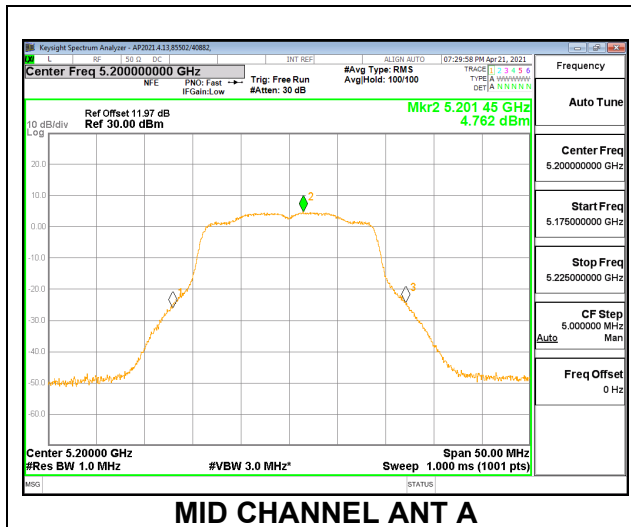 Keysight Spectrum Analyzer - AP2021.4.13,85502/40882,
L RF 50 Ω DC INT REF ALIGN AUTO 07:29:58 PM Apr 21, 2021
Center Freq 5.200000000 GHz
NFE
PNO: Fast
IFGain:Low
Trig: Free Run
#Atten: 30 dB
#Avg Type: RMS
Avg|Hold: 100/100
TRACE 1 2 3 4 5 6
TYPE A WWWWW
DET A N N N N N
Ref Offset 11.97 dB
Ref 30.00 dBm
Mkr2 5.201 45 GHz
4.762 dBm
10 dB/div
Log
20.0
10.0
0.00
-10.0
-20.0
-30.0
-40.0
-50.0
-60.0
1
2
3
Center 5.20000 GHz
Span 50.00 MHz
#Res BW 1.0 MHz
#VBW 3.0 MHz*
Sweep 1.000 ms (1001 pts)
MSG
STATUS
Frequency
Auto Tune
Center Freq
5.200000000 GHz
Start Freq
5.175000000 GHz
Stop Freq
5.225000000 GHz
CF Step
5.000000 MHz
Auto Man
Freq Offset
0 Hz
MID CHANNEL ANT A